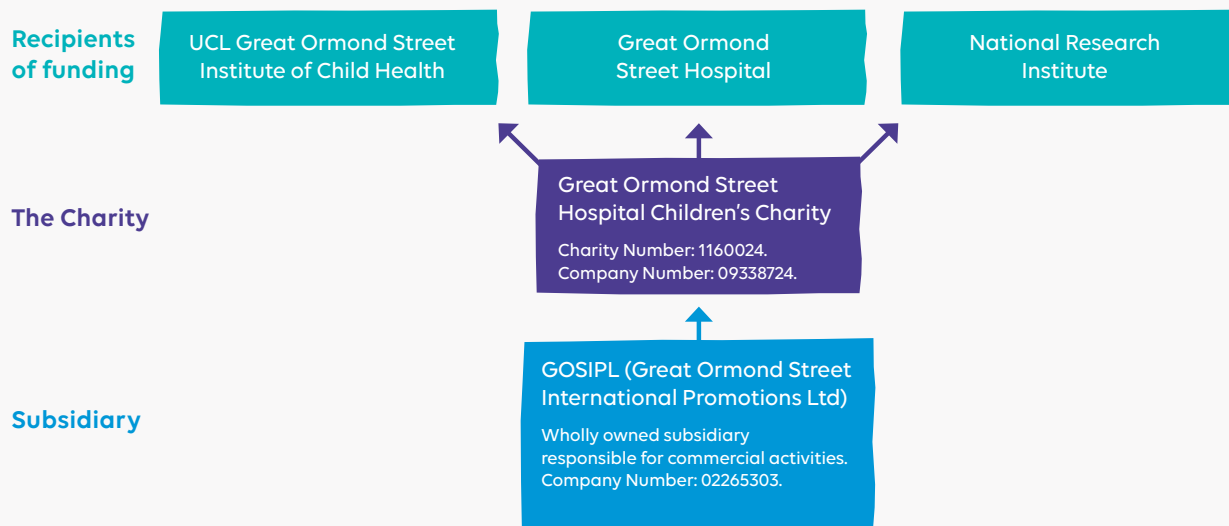 Recipients
of funding
UCL Great Ormond Street
Institute of Child Health
Great Ormond
Street Hospital
National Research
Institute
The Charity
Great Ormond Street
Hospital Children’s Charity
Charity Number: 1160024.
Company Number: 09338724.
Subsidiary
GOSIPL (Great Ormond Street
International Promotions Ltd)
Wholly owned subsidiary
responsible for commercial activities.
Company Number: 02265303.